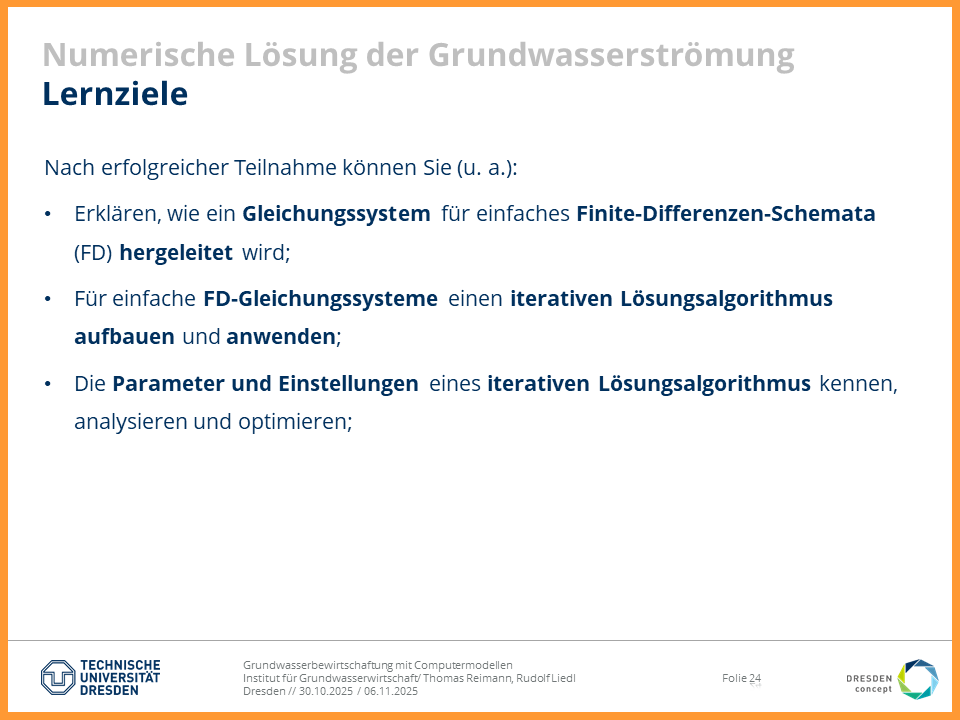 Numerische Lösung der Grundwasserströmung
Lernziele
Nach erfolgreicher Teilnahme können Sie (u. a.):
• Erklären, wie ein Gleichungssystem für einfaches Finite-Differenzen-Schemata
(FD) hergeleitet wird;
• Für einfache FD-Gleichungssysteme einen iterativen Lösungsalgorithmus
aufbauen und anwenden;
• Die Parameter und Einstellungen eines iterativen Lösungsalgorithmus kennen,
analysieren und optimieren;
TECHNISCHE
UNIVERSITÄT
DRESDEN
Grundwasserbewirtschaftung mit Computermodellen
Institut für Grundwasserwirtschaft/ Thomas Reimann, Rudolf Liedl
Dresden // 30.10.2025 / 06.11.2025
Folie 24
DRESDEN
concept